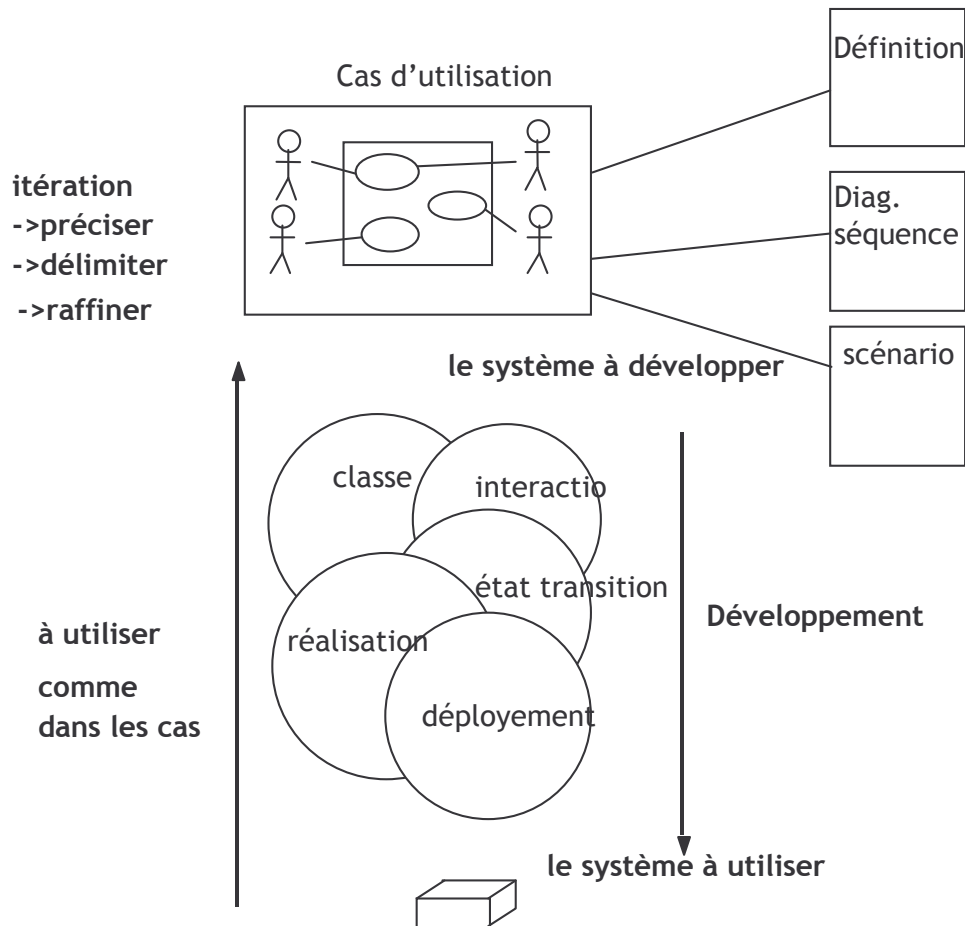 Définition
Cas d'utilisation
itération
->préciser
->délimiter
->raffiner
Diag.
séquence
scénario
le système à développer
classe
interactio
état transition
réalisation
déployement
Développement
à utiliser
comme
dans les cas
le système à utiliser